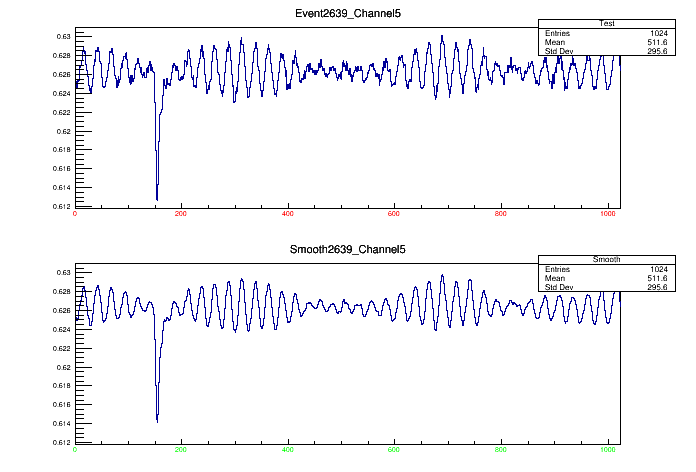 Event2639_Channel5
Test
Entries 1024
Mean 511.6
Std Dev 295.6
0.63
0.628
0.626
0.624
0.622
0.62
0.618
0.616
0.614
0.612
0 200 400 600 800 1000
Smooth2639_Channel5
Smooth
Entries 1024
Mean 511.6
Std Dev 295.6
0.63
0.628
0.626
0.624
0.622
0.62
0.618
0.616
0.614
0.612
0 200 400 600 800 1000